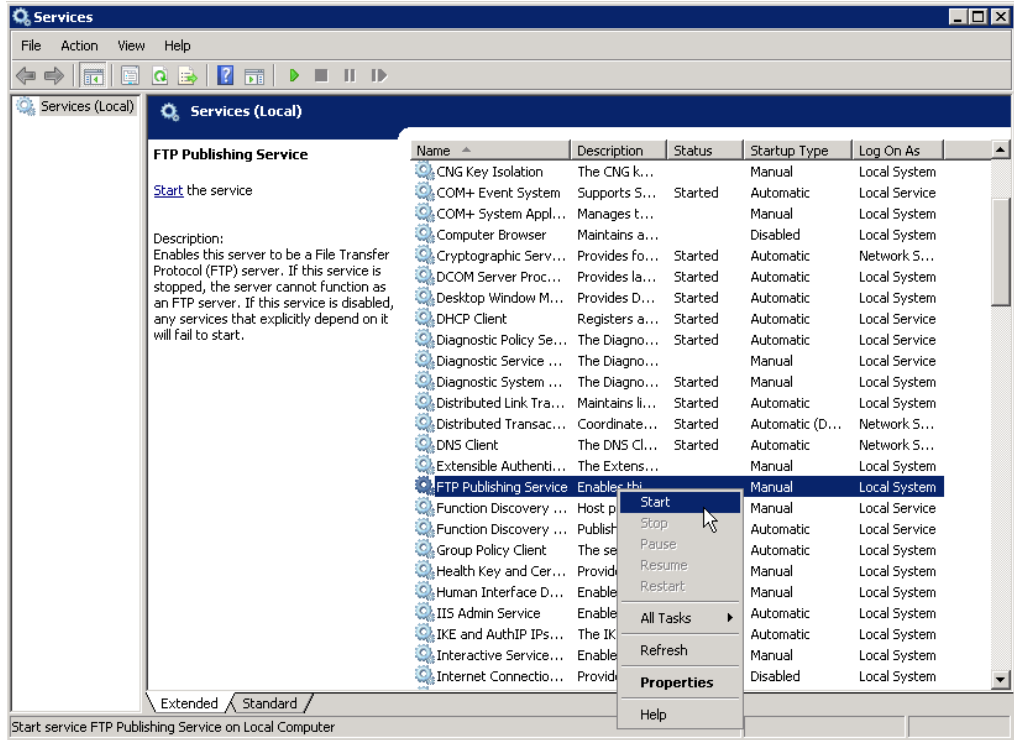 Services
File Action View Help
Services (Local)
Services (Local)
FTP Publishing Service
Start the service
Description:
Enables this server to be a File Transfer
Protocol (FTP) server. If this service is
stopped, the server cannot function as
an FTP server. If this service is disabled,
any services that explicitly depend on it
will fail to start.
Name Description Status Startup Type Log On As
CNG Key Isolation The CNG k... Manual Local System
COM+ Event System Supports S... Started Automatic Local Service
COM+ System Appl... Manages t... Manual Local System
Computer Browser Maintains a... Disabled Local System
Cryptographic Serv... Provides fo... Started Automatic Network S...
DCOM Server Proc... Provides la... Started Automatic Local System
Desktop Window M... Provides D... Started Automatic Local System
DHCP Client Registers a... Started Automatic Local Service
Diagnostic Policy Se... The Diagno... Started Automatic Local Service
Diagnostic Service ... The Diagno... Manual Local Service
Diagnostic System ... The Diagno... Started Manual Local System
Distributed Link Tra... Maintains li... Started Automatic Local System
Distributed Transac... Coordinate... Started Automatic (D... Network S...
DNS Client The DNS Cl... Started Automatic Network S...
Extensible Authenti... The Extens... Manual Local System
FTP Publishing Service Enables thi... Manual Local System
Function Discovery ... Host p Manual Local Service
Function Discovery ... Publish Automatic Local Service
Group Policy Client The se Automatic Local System
Health Key and Cer... Provid Manual Local System
Human Interface D... Enable Manual Local System
IIS Admin Service Enable Automatic Local System
IKE and AuthIP IPs... The IK Automatic Local System
Interactive Service... Enable Manual Local System
Internet Connectio... Provid Disabled Local System
Start
Stop
Pause
Resume
Restart
All Tasks
Refresh
Properties
Help
Extended Standard
Start service FTP Publishing Service on Local Computer